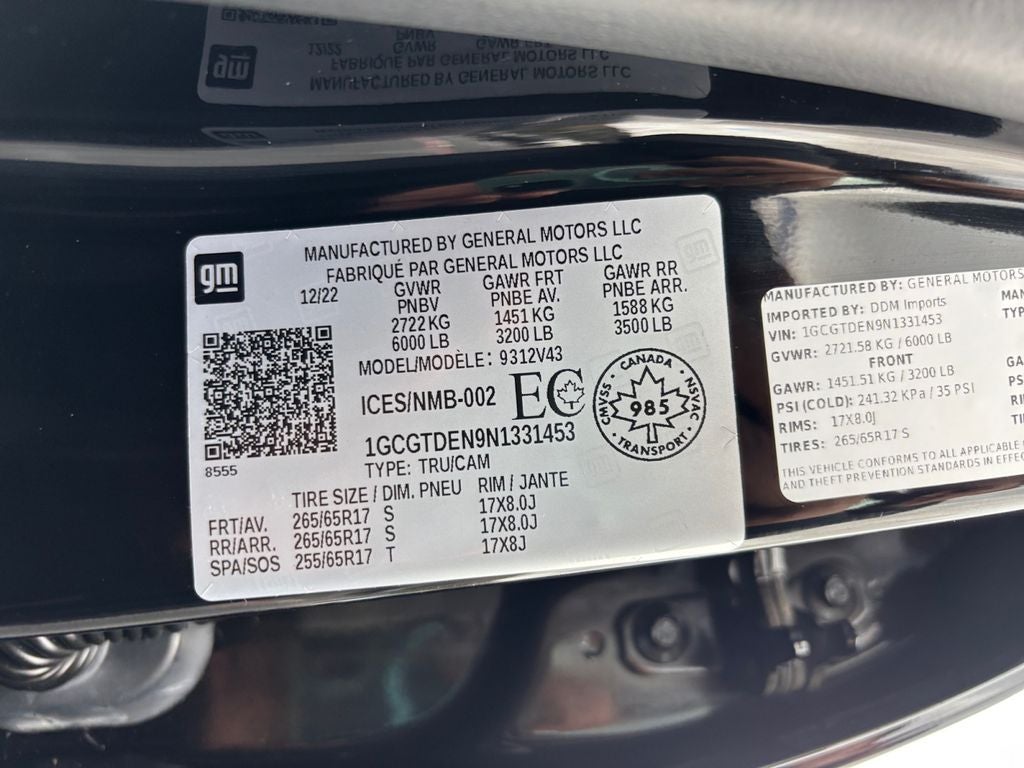 MANUFACTURED BY GENERAL MOTORS LLC
FABRIQUÉ PAR GENERAL MOTORS LLC
GVWR
12/22
gm
MANUFACTURED BY GENERAL MOTORS LLC
FABRIQUÉ PAR GENERAL MOTORS LLC
12/22 GVWR GAWR FRT GAWR RR
PNBV PNBE AV. PNBE ARR.
2722 KG 1451 KG 1588 KG
6000 LB 3200 LB 3500 LB
MODEL/MODÈLE: 9312V43
ICES/NMB-002 EC
CANADA
CMVSS 985 NSVAC
TRANSPORT
1GCGTDEN9N1331453
8555
TYPE: TRU/CAM
TIRE SIZE / DIM. PNEU RIM / JANTE
FRT/AV. 265/65R17 S 17X8.0J
RR/ARR. 265/65R17 S 17X8.0J
SPA/SOS 255/65R17 T 17X8J
MANUFACTURED BY: GENERAL MOTORS
IMPORTED BY: DDM Imports
VIN: 1GCGTDEN9N1331453
GVWR: 2721.58 KG / 6000 LB
FRONT
GAWR: 1451.51 KG / 3200 LB
PSI (COLD): 241.32 KPa / 35 PSI
RIMS: 17X8.0J
TIRES: 265/65R17 S
THIS VEHICLE CONFORMS TO ALL APPLICABLE
AND THEFT PREVENTION STANDARDS IN EFFEC